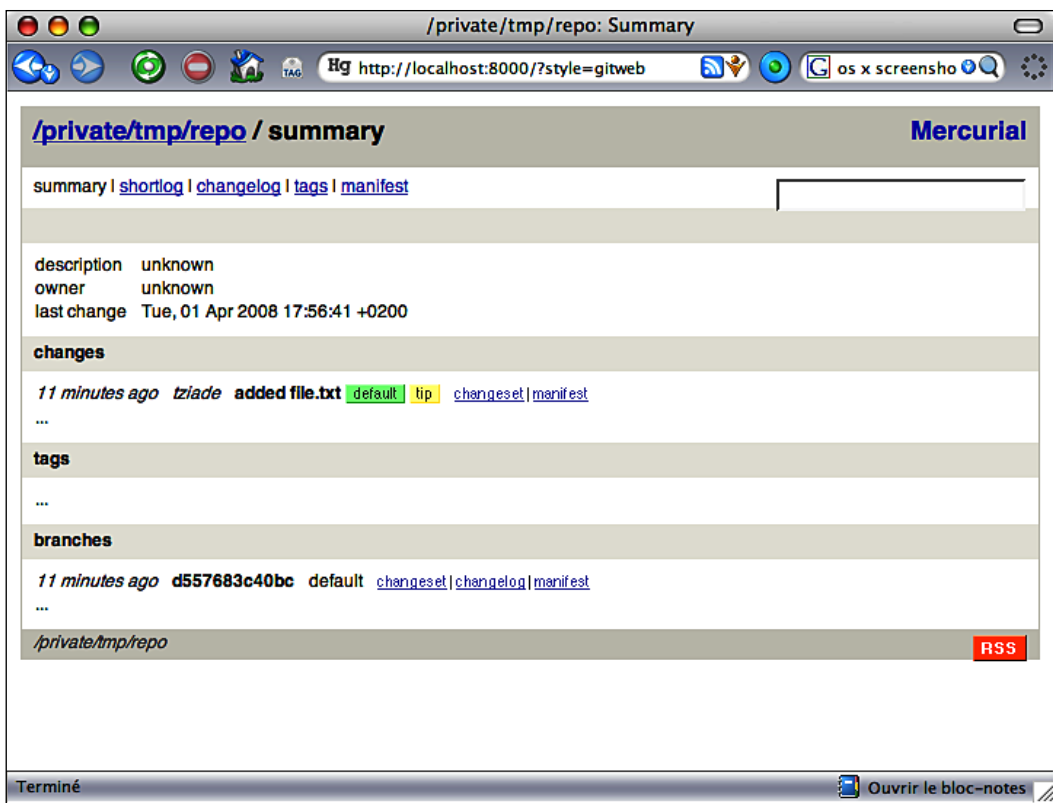 /private/tmp/repo: Summary
TAG
Hg http://localhost:8000/?style=gitweb
G os x screensho
/private/tmp/repo / summary
Mercurial
summary | shortlog | changelog | tags | manifest
description unknown
owner unknown
last change Tue, 01 Apr 2008 17:56:41 +0200
changes
11 minutes ago tziade added file.txt default tip changeset | manifest
...
tags
...
branches
11 minutes ago d557683c40bc default changeset | changelog | manifest
...
/private/tmp/repo
RSS
Terminé
Ouvrir le bloc-notes